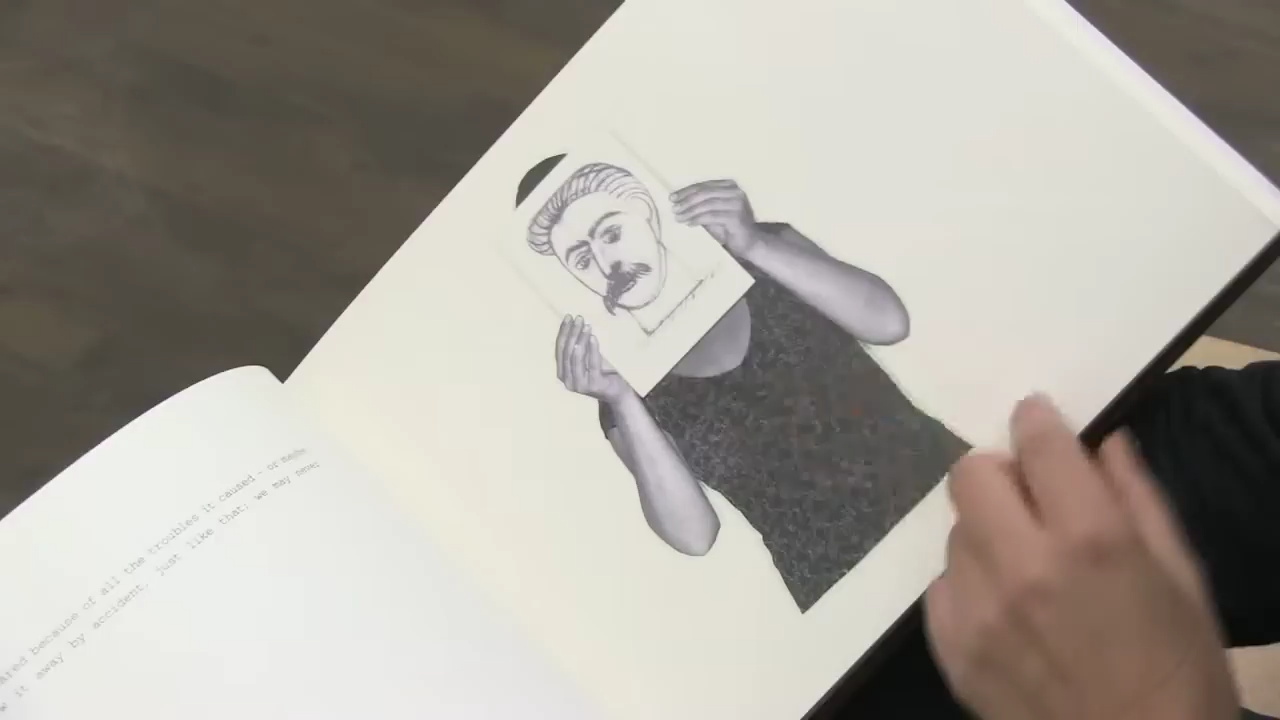 ared because of all the troubles it caused - or maybe
w it away by accident, just like that; we may never